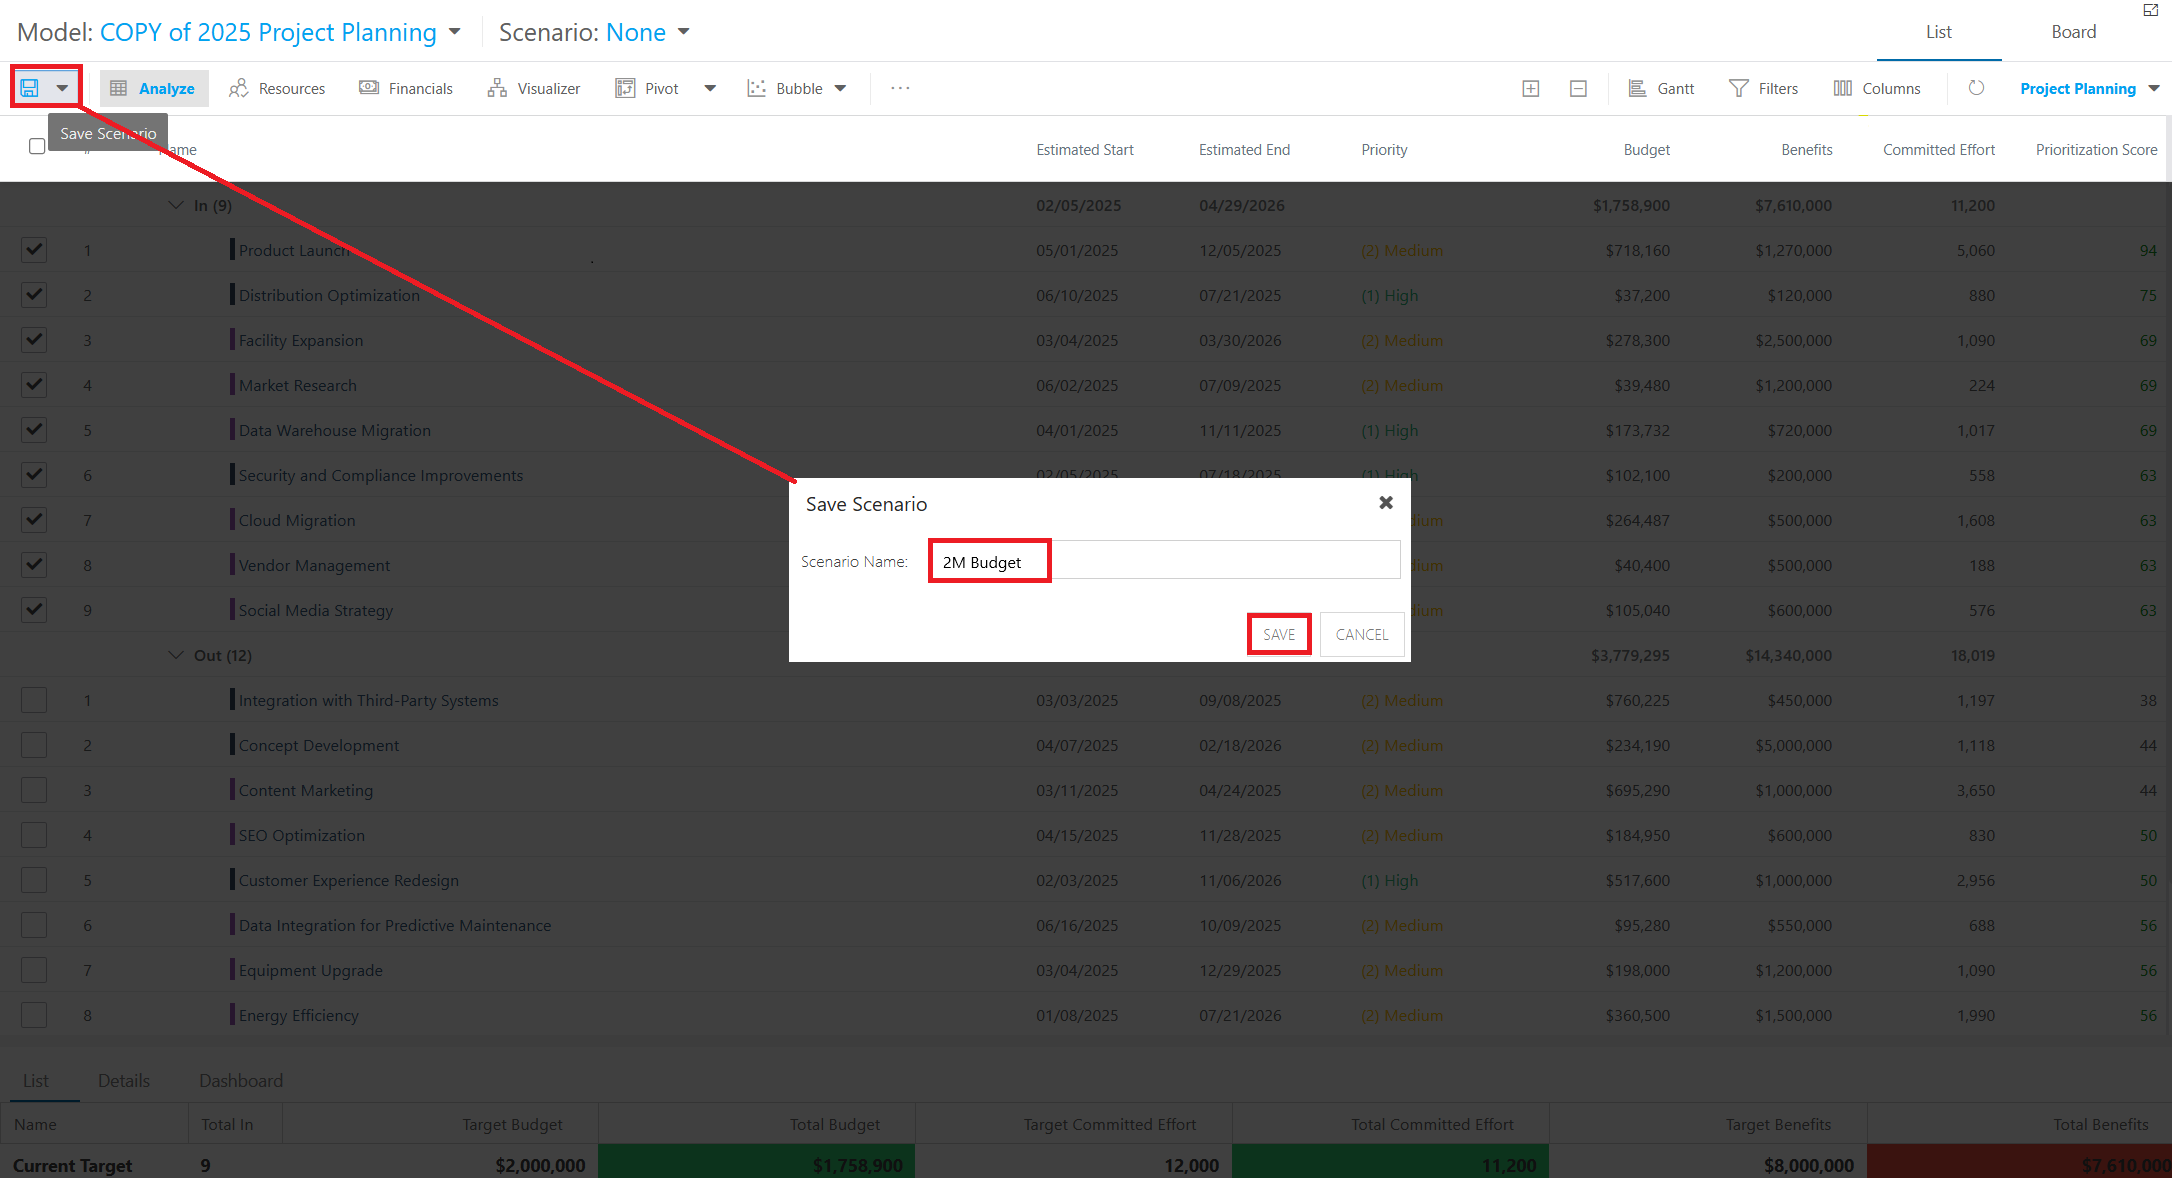 Model: COPY of 2025 Project Planning Scenario: None List Board
Analyze Resources Financials Visualizer Pivot Bubble ... Gantt Filters Columns Project Planning
Save Scenario
# Name Estimated Start Estimated End Priority Budget Benefits Committed Effort Prioritization Score
In (9) 02/05/2025 04/29/2026 $1,758,900 $7,610,000 11,200
1 Product Launch 05/01/2025 12/05/2025 (2) Medium $718,160 $1,270,000 5,060 94
2 Distribution Optimization 06/10/2025 07/21/2025 (1) High $37,200 $120,000 880 75
3 Facility Expansion 03/04/2025 03/30/2026 (2) Medium $278,300 $2,500,000 1,090 69
4 Market Research 06/02/2025 07/09/2025 (2) Medium $39,480 $1,200,000 224 69
5 Data Warehouse Migration 04/01/2025 11/11/2025 (1) High $173,732 $720,000 1,017 69
6 Security and Compliance Improvements 02/05/2025 07/18/2025 (1) High $102,100 $200,000 558 63
7 Cloud Migration $264,487 $500,000 1,608 63
8 Vendor Management $40,400 $500,000 188 63
9 Social Media Strategy $105,040 $600,000 576 63
Save Scenario
Scenario Name: 2M Budget
SAVE CANCEL
Out (12) $3,779,295 $14,340,000 18,019
1 Integration with Third-Party Systems 03/03/2025 09/08/2025 (2) Medium $760,225 $450,000 1,197 38
2 Concept Development 04/07/2025 02/18/2026 (2) Medium $234,190 $5,000,000 1,118 44
3 Content Marketing 03/11/2025 04/24/2025 (2) Medium $695,290 $1,000,000 3,650 44
4 SEO Optimization 04/15/2025 11/28/2025 (2) Medium $184,950 $600,000 830 50
5 Customer Experience Redesign 02/03/2025 11/06/2026 (1) High $517,600 $1,000,000 2,956 50
6 Data Integration for Predictive Maintenance 06/16/2025 10/09/2025 (2) Medium $95,280 $550,000 688 56
7 Equipment Upgrade 03/04/2025 12/29/2025 (2) Medium $198,000 $1,200,000 1,090 56
8 Energy Efficiency 01/08/2025 07/21/2026 (2) Medium $360,500 $1,500,000 1,990 56
List Details Dashboard
Name Total In Target Budget Total Budget Target Committed Effort Total Committed Effort Target Benefits Total Benefits
Current Target 9 $2,000,000 $1,758,900 12,000 11,200 $8,000,000 $7,610,000